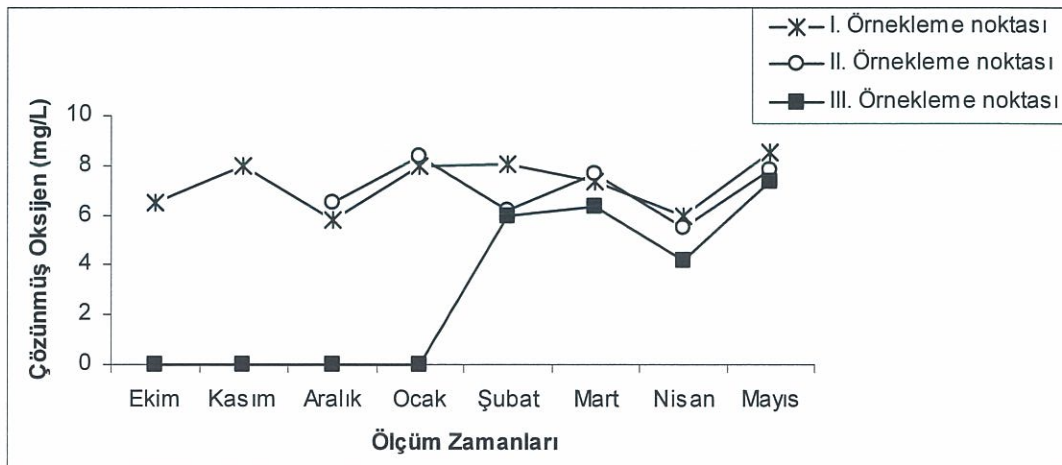 I. Örnekleme noktası
II. Örnekleme noktası
III. Örnekleme noktası
Çözünmüş Oksijen (mg/L)
10
8
6
4
2
0
Ekim Kasım Aralık Ocak Şubat Mart Nisan Mayıs
Ölçüm Zamanları